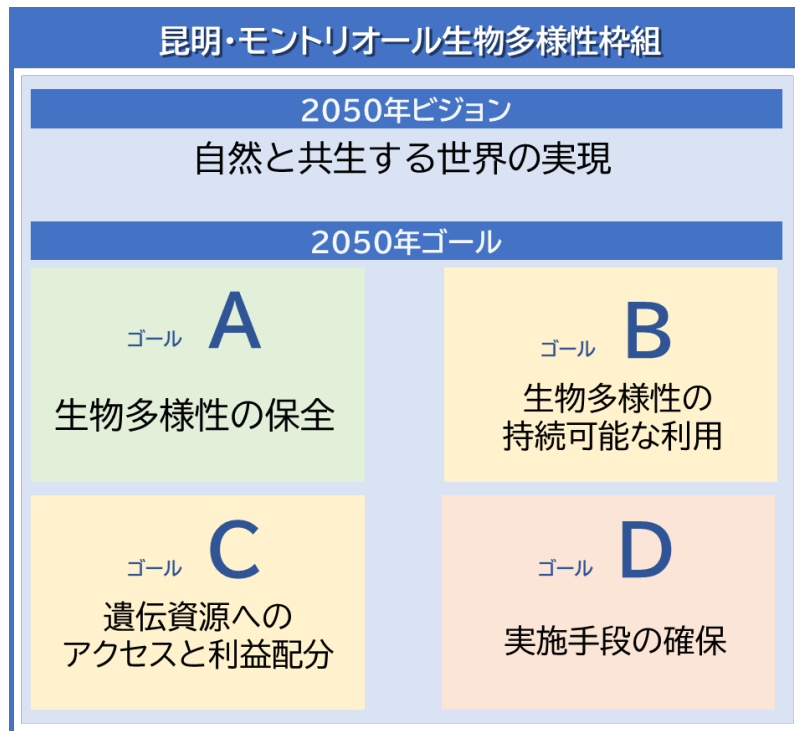 昆明・モントリオール生物多様性枠組
2050年ビジョン
自然と共生する世界の実現
2050年ゴール
ゴール A
生物多様性の保全
ゴール B
生物多様性の
持続可能な利用
ゴール C
遺伝資源への
アクセスと利益配分
ゴール D
実施手段の確保